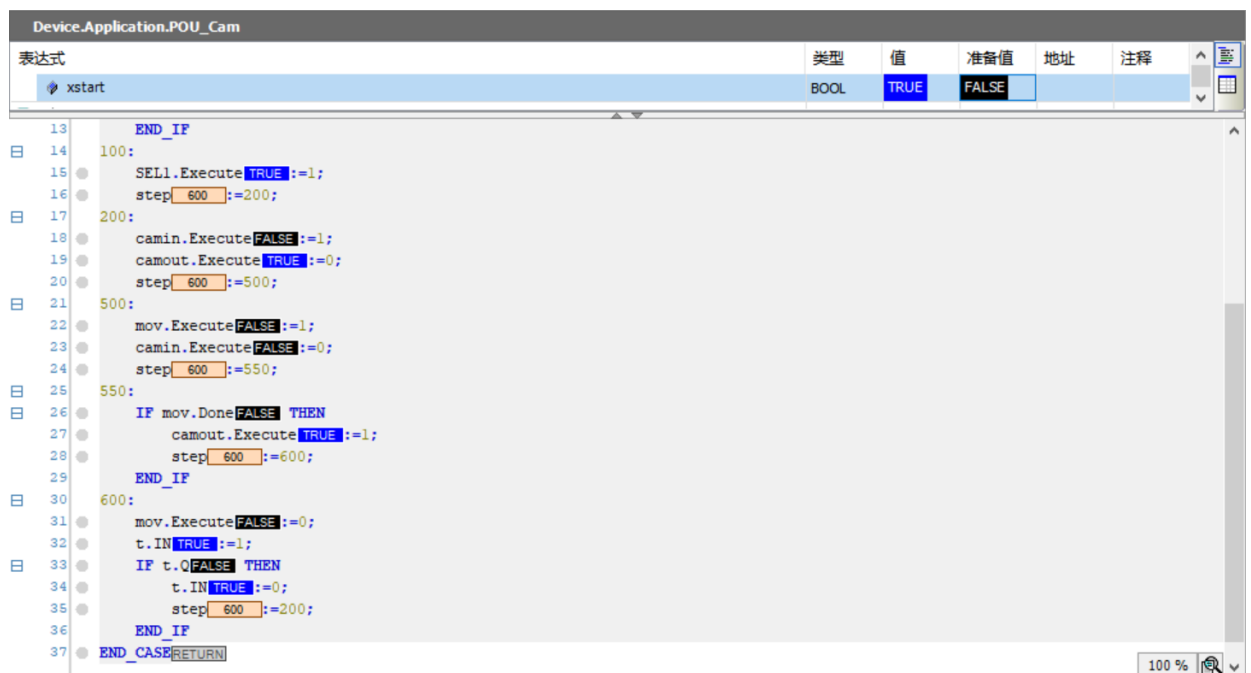 Device.Application.POU_Cam
表达式 类型 值 准备值 地址 注释
xstart BOOL TRUE FALSE
13 END_IF
14 100:
15 SEL1.Execute TRUE :=1;
16 step 600 :=200;
17 200:
18 camin.Execute FALSE :=1;
19 camout.Execute TRUE :=0;
20 step 600 :=500;
21 500:
22 mov.Execute FALSE :=1;
23 camin.Execute FALSE :=0;
24 step 600 :=550;
25 550:
26 IF mov.Done FALSE THEN
27 camout.Execute TRUE :=1;
28 step 600 :=600;
29 END_IF
30 600:
31 mov.Execute FALSE :=0;
32 t.IN TRUE :=1;
33 IF t.Q FALSE THEN
34 t.IN TRUE :=0;
35 step 600 :=200;
36 END_IF
37 END_CASE RETURN
100 %